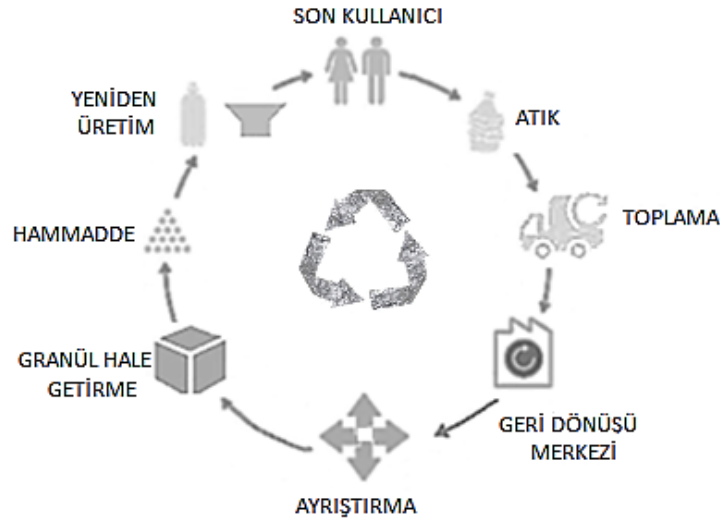 SON KULLANICI
ATIK
TOPLAMA
GERİ DÖNÜŞÜ
MERKEZİ
AYRIŞTIRMA
GRANÜL HALE
GETİRME
HAMMADDE
YENİDEN
ÜRETİM